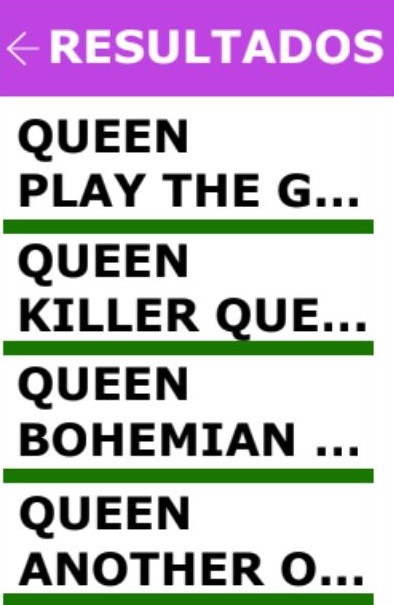 RESULTADOS
QUEEN
PLAY THE G...
QUEEN
KILLER QUE...
QUEEN
BOHEMIAN ...
QUEEN
ANOTHER O...